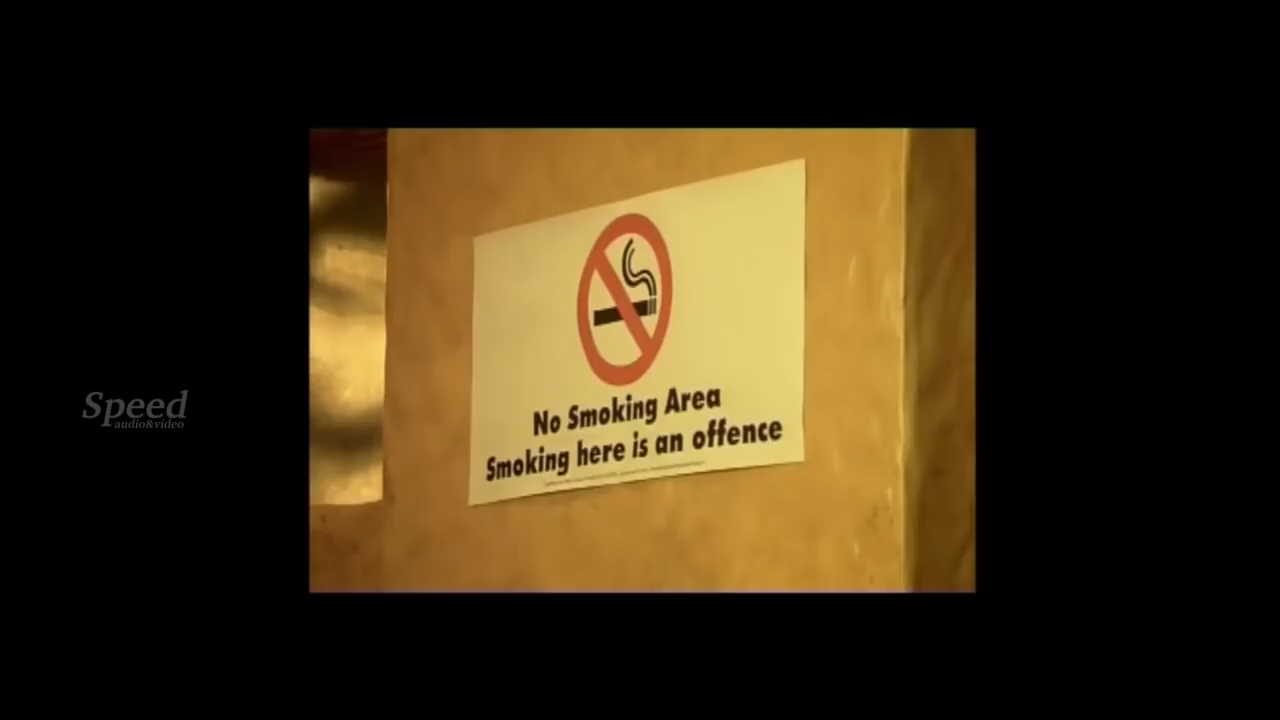 No Smoking Area
Smoking here is an offence
Speed
audio&video